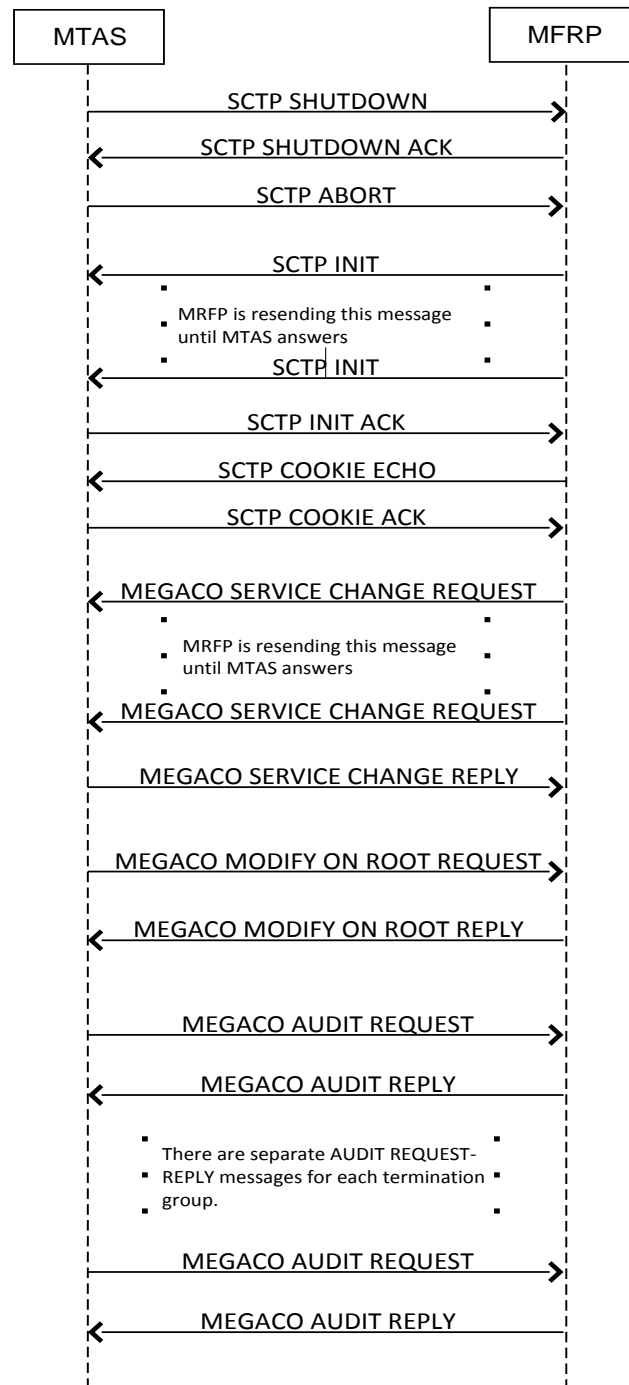 MTAS
MFRP
SCTP SHUTDOWN
SCTP SHUTDOWN ACK
SCTP ABORT
SCTP INIT
MRFP is resending this message
until MTAS answers
SCTP INIT
SCTP INIT ACK
SCTP COOKIE ECHO
SCTP COOKIE ACK
MEGACO SERVICE CHANGE REQUEST
MRFP is resending this message
until MTAS answers
MEGACO SERVICE CHANGE REQUEST
MEGACO SERVICE CHANGE REPLY
MEGACO MODIFY ON ROOT REQUEST
MEGACO MODIFY ON ROOT REPLY
MEGACO AUDIT REQUEST
MEGACO AUDIT REPLY
There are separate AUDIT REQUEST-
REPLY messages for each termination
group.
MEGACO AUDIT REQUEST
MEGACO AUDIT REPLY